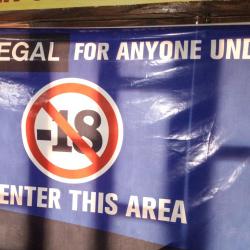 EGAL FOR ANYONE UND
-18
ENTER THIS AREA